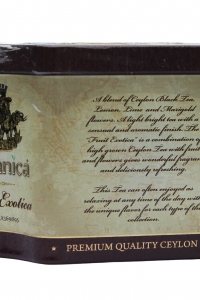 A blend of Ceylon Black Tea,
Lemon, Lime and Marigold
flowers. A light bright tea with a
sensual and aromatic finish. The
"Fruit Exotica" is a combination of
high grown Ceylon Tea with fruit
and flowers gives wonderful fragrance
and deliciously refreshing.
This Tea can often enjoyed as
relaxing at any time of the day with
the unique flavor for each type of the
collection.
anica
Exotica
PREMIUM QUALITY CEYLON